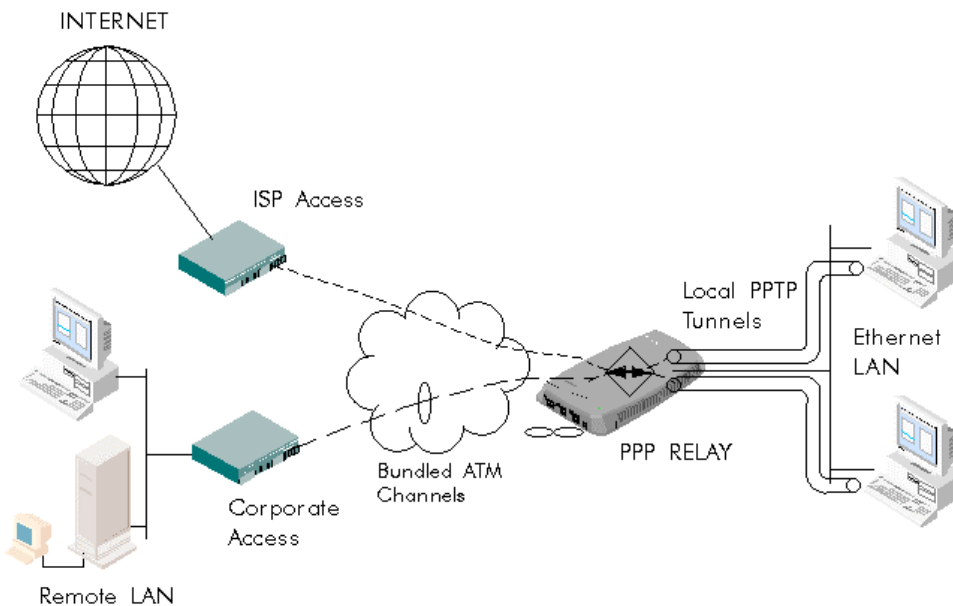 INTERNET
ISP Access
Local PPTP
Tunnels
Ethernet
LAN
PPP RELAY
Bundled ATM
Channels
Corporate
Access
Remote LAN